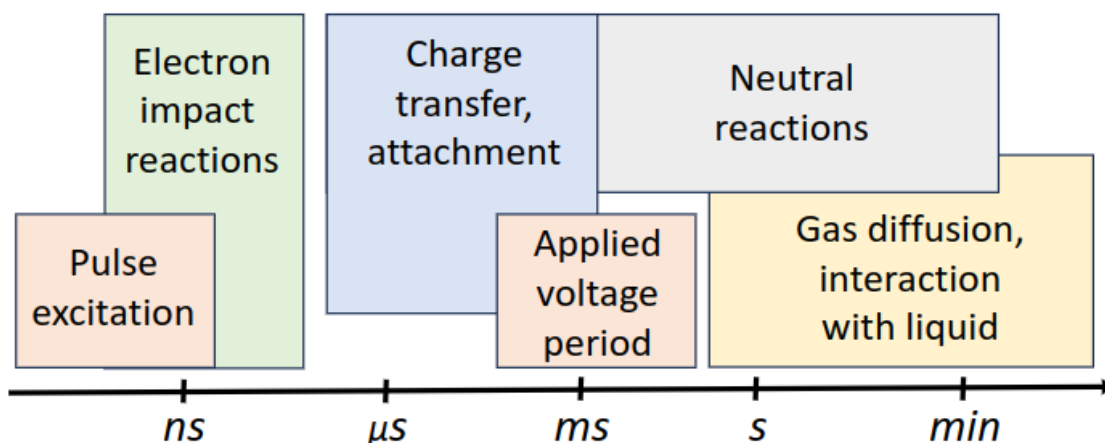 Electron
impact
reactions
Charge
transfer,
attachment
Neutral
reactions
Pulse
excitation
Applied
voltage
period
Gas diffusion,
interaction
with liquid
ns
μs
ms
s
min